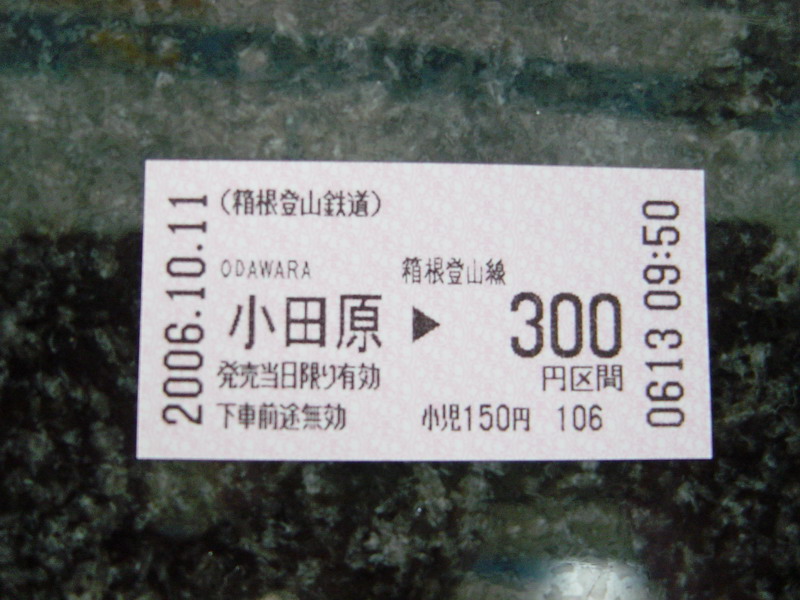 2006.10.11
(箱根登山鉄道)
ODAWARA 箱根登山線
小田原 ▶ 300
発売当日限り有効 円区間
下車前途無効 小児150円 106
0613 09:50